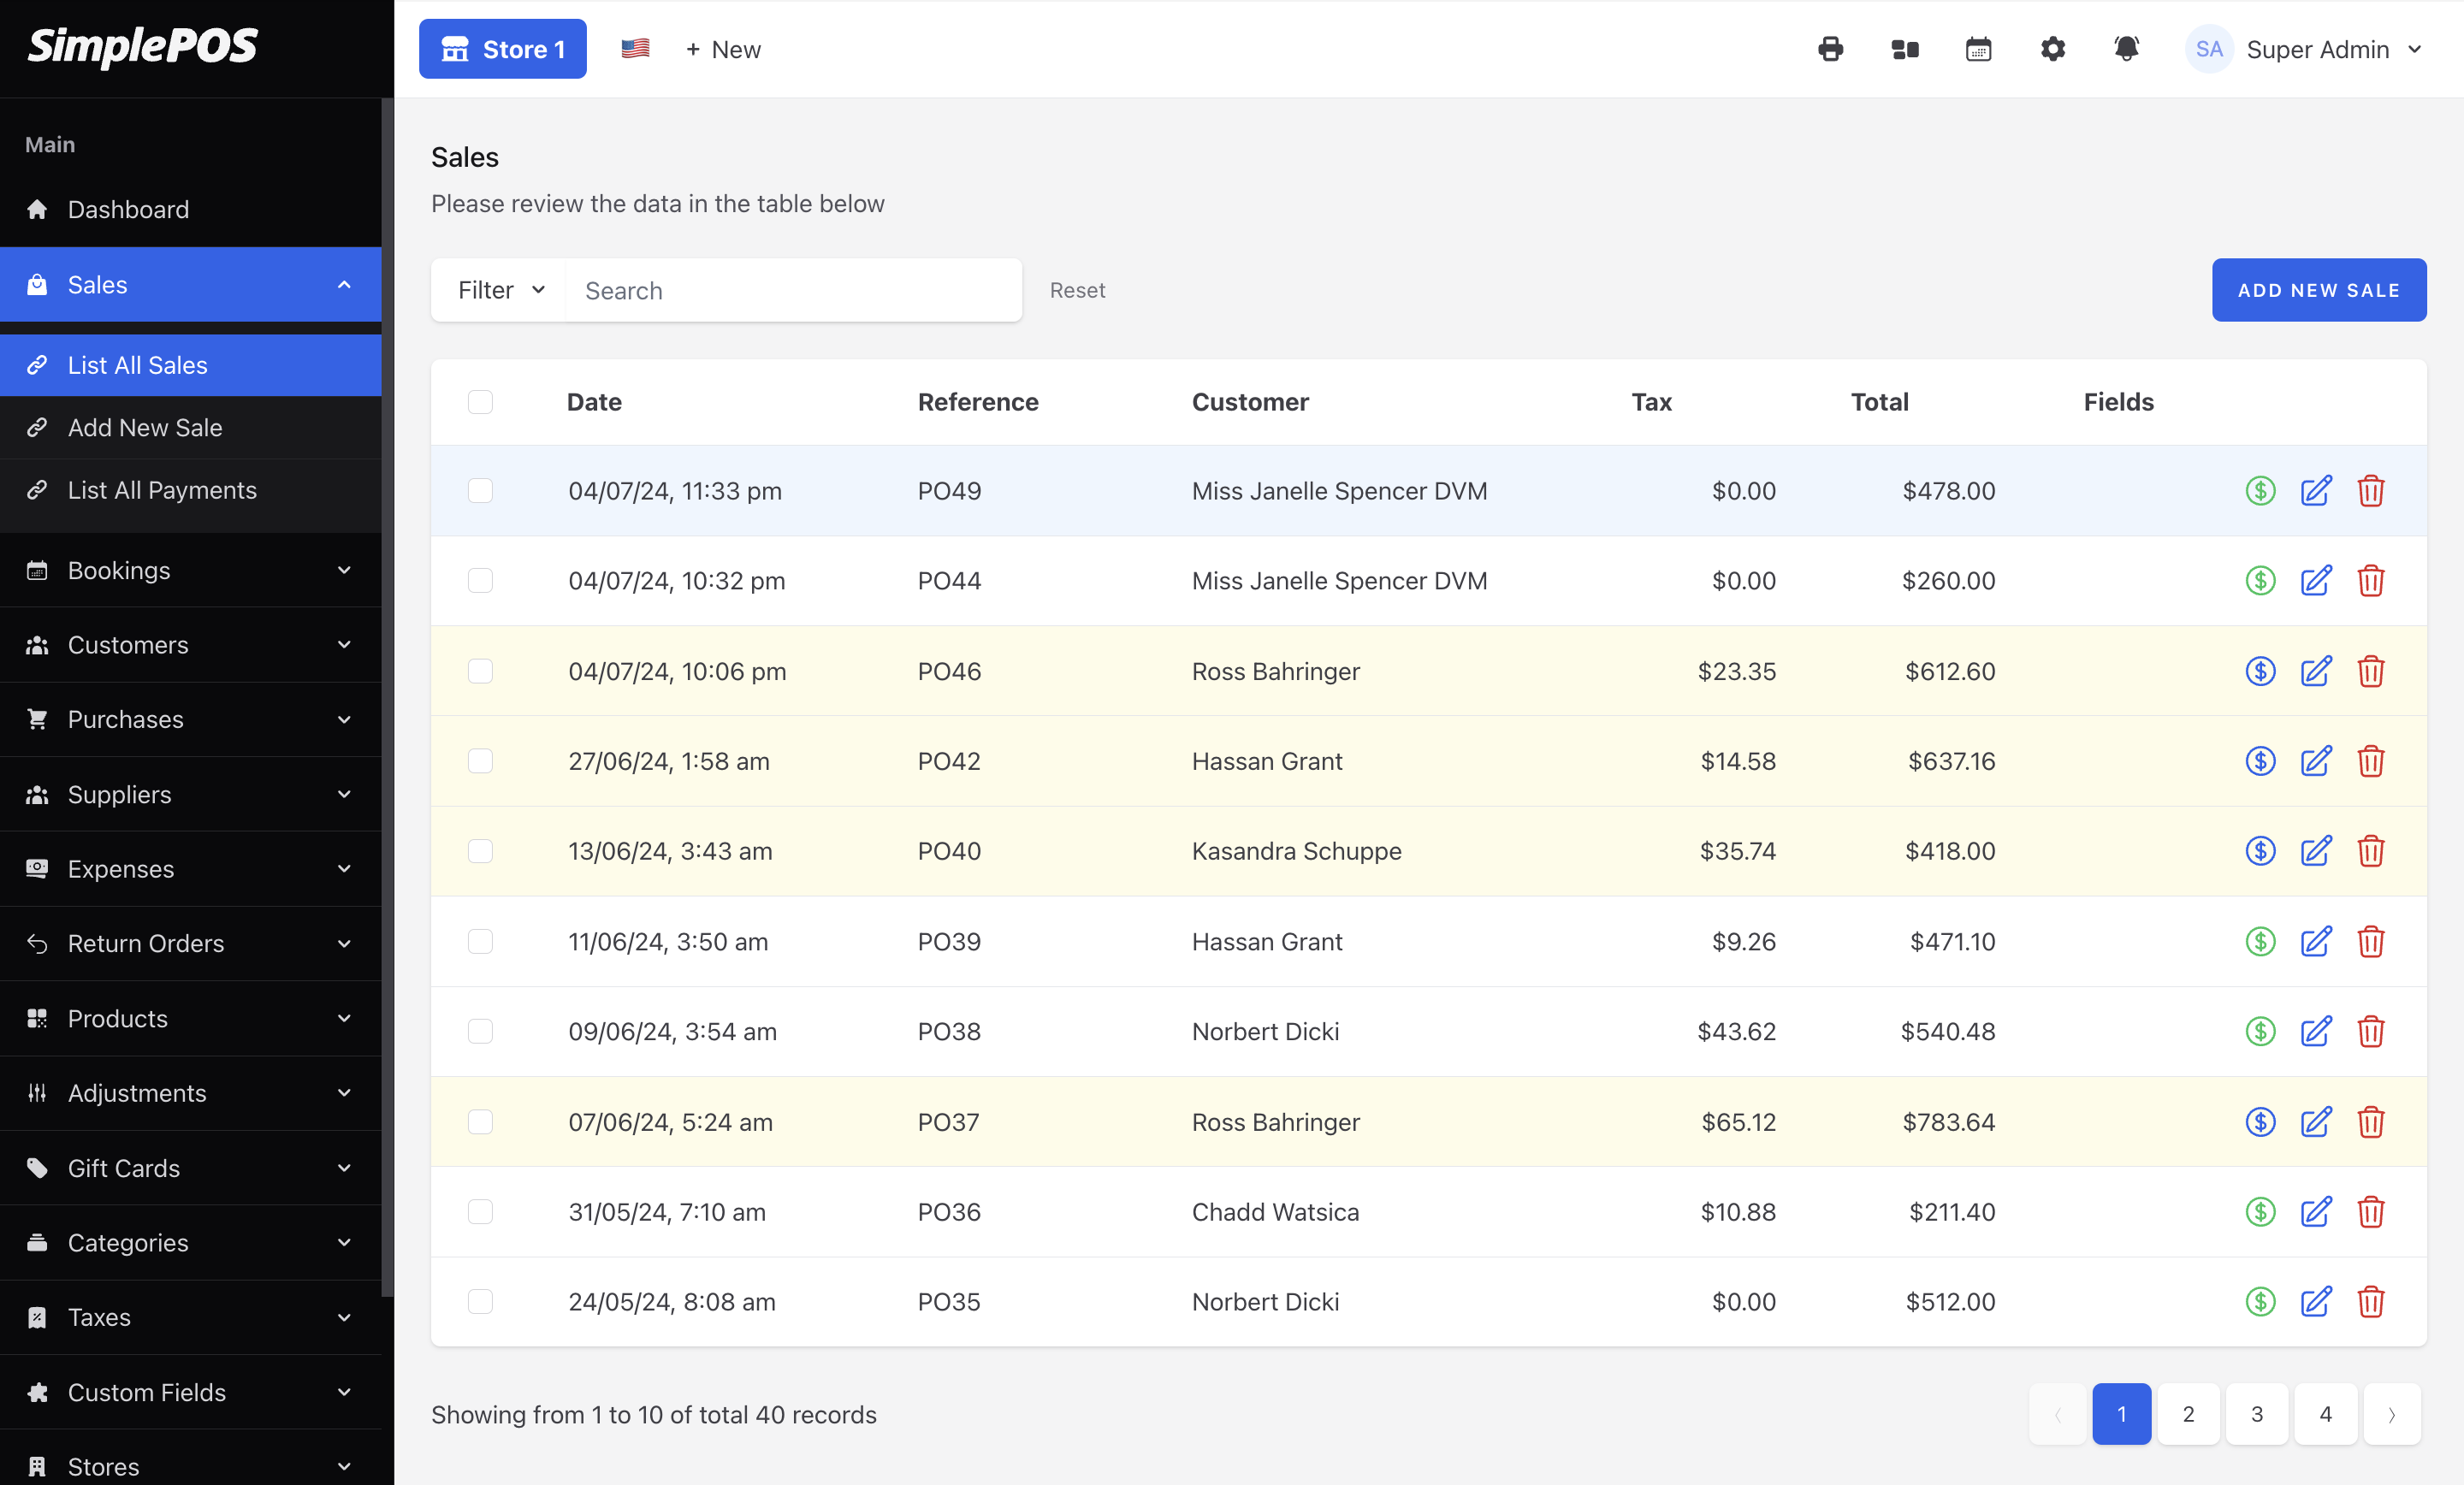 SimplePOS
Store 1
+ New
SA
Super Admin
Main
Dashboard
Sales
List All Sales
Add New Sale
List All Payments
Bookings
Customers
Purchases
Suppliers
Expenses
Return Orders
Products
Adjustments
Gift Cards
Categories
Taxes
Custom Fields
Stores
Sales
Please review the data in the table below
Filter Search Reset ADD NEW SALE
Date Reference Customer Tax Total Fields
04/07/24, 11:33 pm PO49 Miss Janelle Spencer DVM $0.00 $478.00
04/07/24, 10:32 pm PO44 Miss Janelle Spencer DVM $0.00 $260.00
04/07/24, 10:06 pm PO46 Ross Bahringer $23.35 $612.60
27/06/24, 1:58 am PO42 Hassan Grant $14.58 $637.16
13/06/24, 3:43 am PO40 Kasandra Schuppe $35.74 $418.00
11/06/24, 3:50 am PO39 Hassan Grant $9.26 $471.10
09/06/24, 3:54 am PO38 Norbert Dicki $43.62 $540.48
07/06/24, 5:24 am PO37 Ross Bahringer $65.12 $783.64
31/05/24, 7:10 am PO36 Chadd Watsica $10.88 $211.40
24/05/24, 8:08 am PO35 Norbert Dicki $0.00 $512.00
Showing from 1 to 10 of total 40 records
1 2 3 4